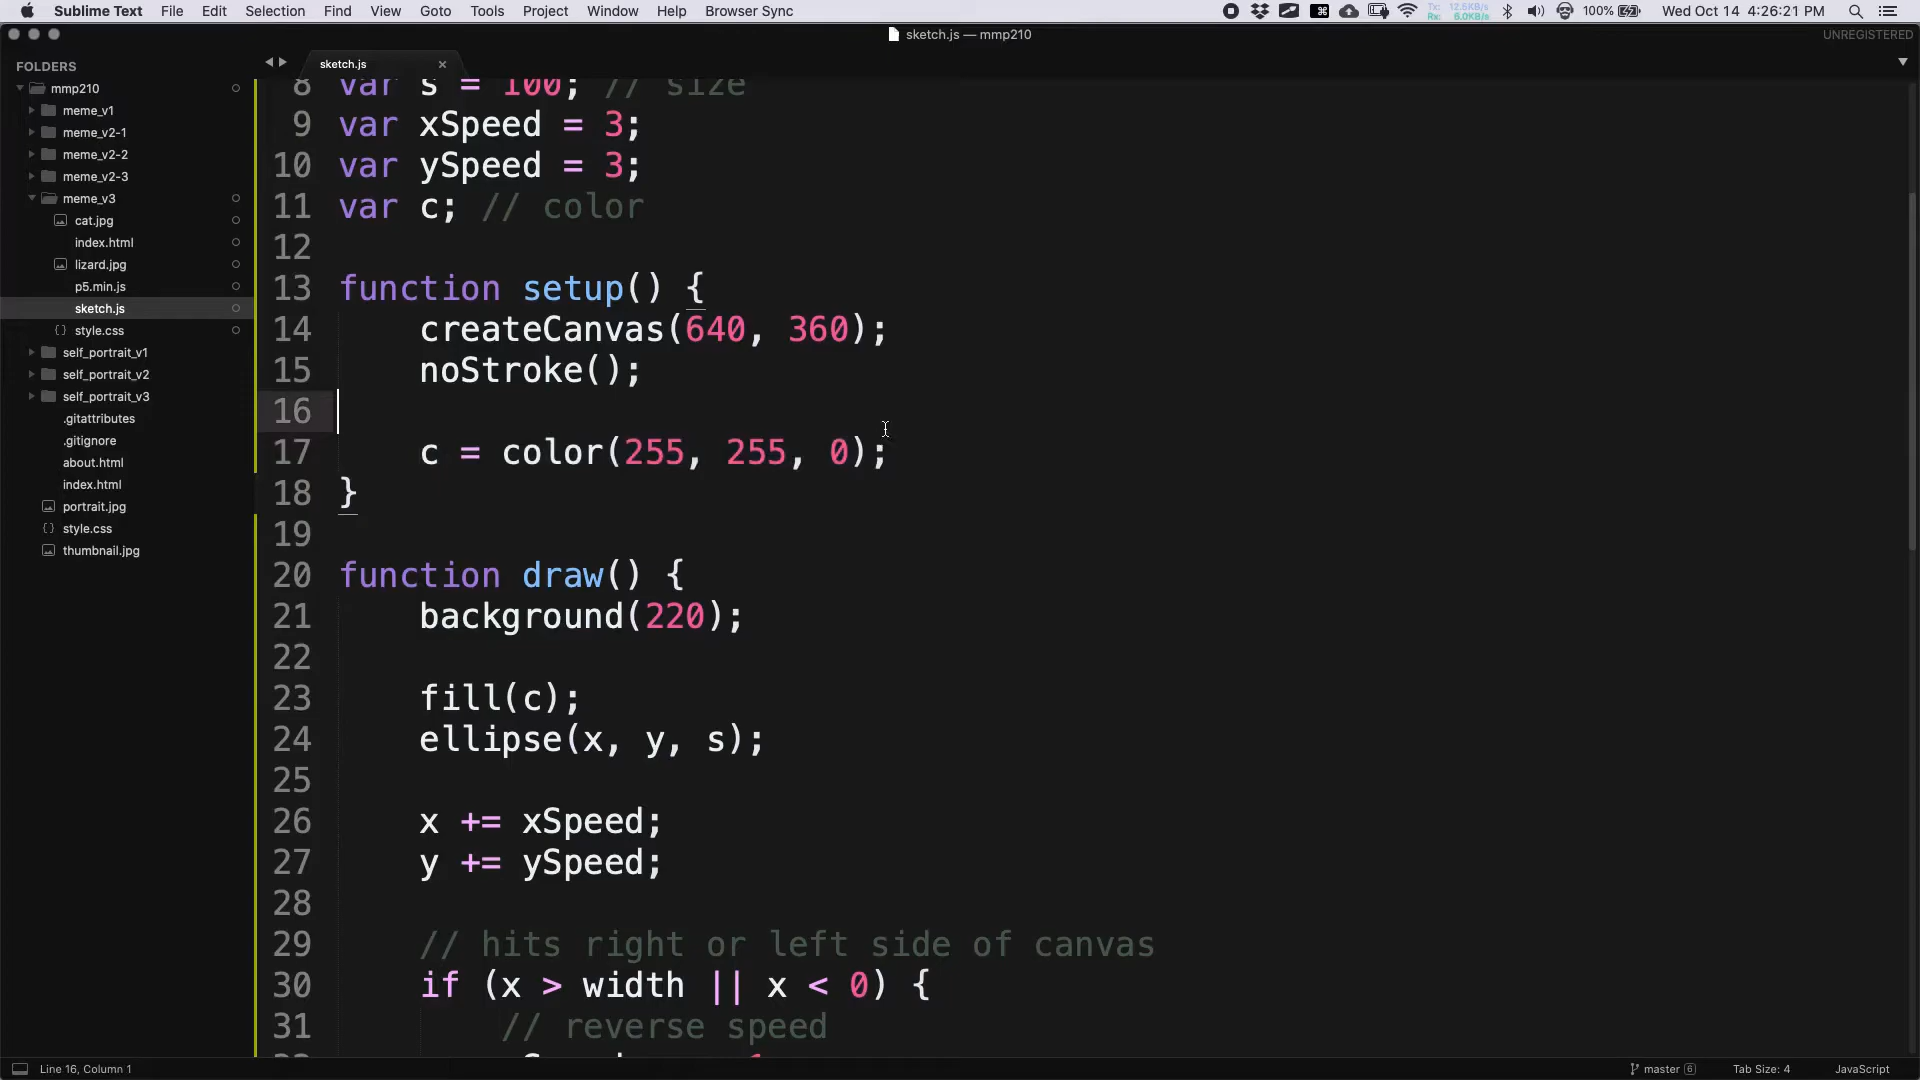 Sublime Text File Edit Selection Find View Goto Tools Project Window Help Browser Sync
Tx: 12.5KB/s
Rx: 6.0KB/s
100% Wed Oct 14 4:26:21 PM
sketch.js — mmp210
UNREGISTERED
FOLDERS
mmp210
meme_v1
meme_v2-1
meme_v2-2
meme_v2-3
meme_v3
cat.jpg
index.html
lizard.jpg
p5.min.js
sketch.js
{} style.css
self_portrait_v1
self_portrait_v2
self_portrait_v3
.gitattributes
.gitignore
about.html
index.html
portrait.jpg
{} style.css
thumbnail.jpg
sketch.js ×
8 var s = 100; // size
9 var xSpeed = 3;
10 var ySpeed = 3;
11 var c; // color
12
13 function setup() {
14 createCanvas(640, 360);
15 noStroke();
16
17 c = color(255, 255, 0);
18 }
19
20 function draw() {
21 background(220);
22
23 fill(c);
24 ellipse(x, y, s);
25
26 x += xSpeed;
27 y += ySpeed;
28
29 // hits right or left side of canvas
30 if (x > width || x < 0) {
31 // reverse speed
Line 16, Column 1
master 6 Tab Size: 4 JavaScript